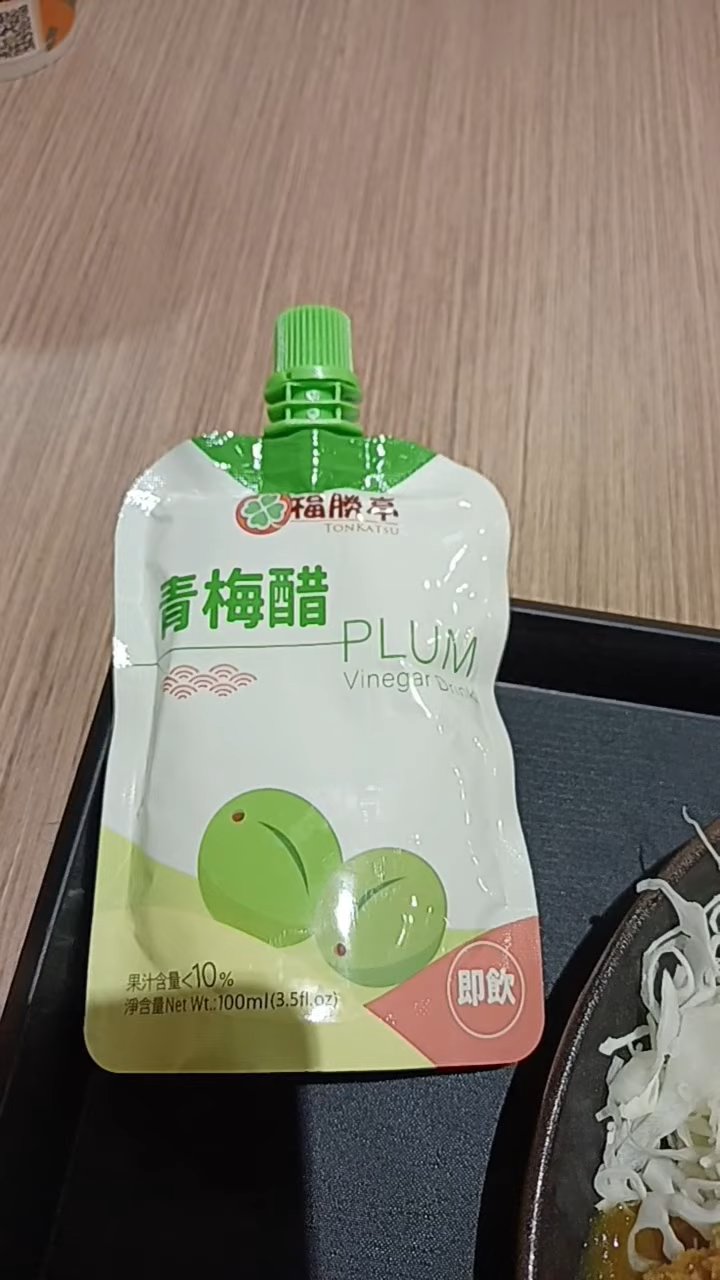 福勝亭
TONKATSU
青梅醋
PLUM
Vinegar Drink
果汁含量<10%
淨含量Net Wt.:100ml(3.5fl.oz)
即飲